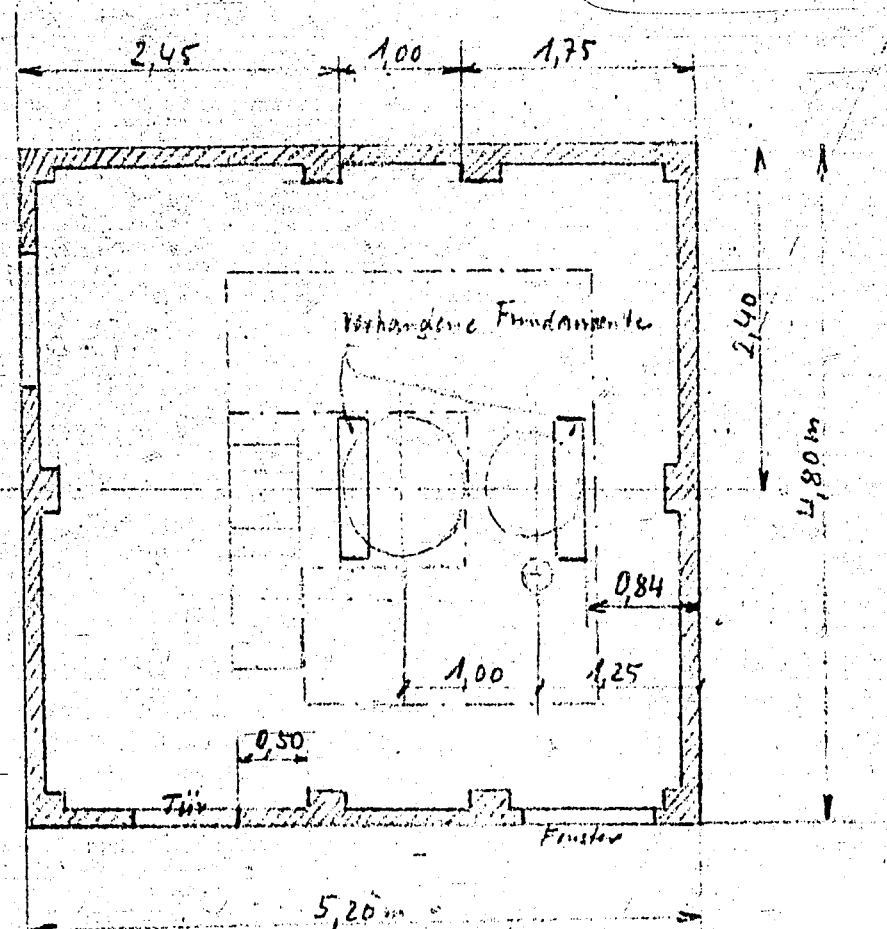 2,45
1,00
1,75
Vorhandene Fundamente
2,40
4,80 m
0,84
1,00
1,25
0,50
Tür
Fenster
5,20 m